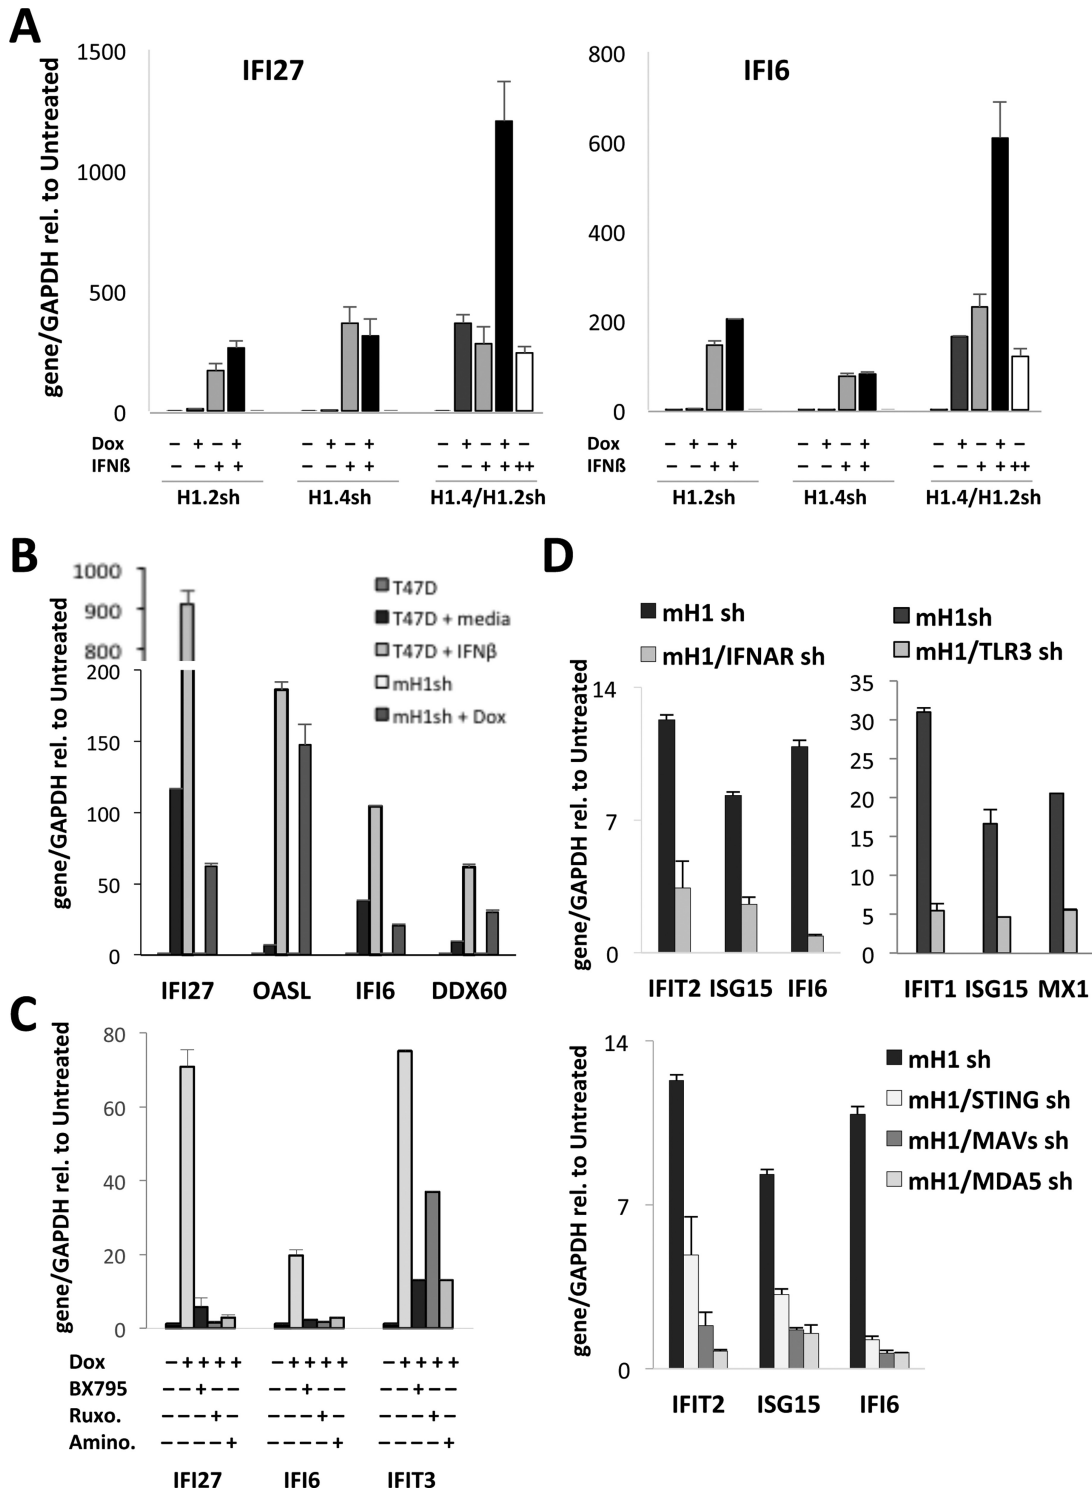 A
gene/GAPDH rel. to Untreated
IFI27
1500
1000
500
0
Dox – + – + – + – + – + – + –
IFNß – – + + – – + + – – + + ++
H1.2sh H1.4sh H1.4/H1.2sh
IFI6
800
600
400
200
0
Dox – + – + – + – + – + – + –
IFNß – – + + – – + + – – + + ++
H1.2sh H1.4sh H1.4/H1.2sh
B
gene/GAPDH rel. to Untreated
1000
900
800
200
150
100
50
0
T47D
T47D + media
T47D + IFNβ
mH1sh
mH1sh + Dox
IFI27 OASL IFI6 DDX60
C
gene/GAPDH rel. to Untreated
80
60
40
20
0
Dox – + + + + – + + + + – + + + +
BX795 – – + – – – – + – – – – + – –
Ruxo. – – – + – – – – + – – – – + –
Amino. – – – – + – – – – + – – – – +
IFI27 IFI6 IFIT3
D
mH1 sh
mH1/IFNAR sh
gene/GAPDH rel. to Untreated
14
7
0
IFIT2 ISG15 IFI6
mH1sh
mH1/TLR3 sh
35
30
25
20
15
10
5
0
IFIT1 ISG15 MX1
gene/GAPDH rel. to Untreated
14
7
0
mH1 sh
mH1/STING sh
mH1/MAVs sh
mH1/MDA5 sh
IFIT2 ISG15 IFI6